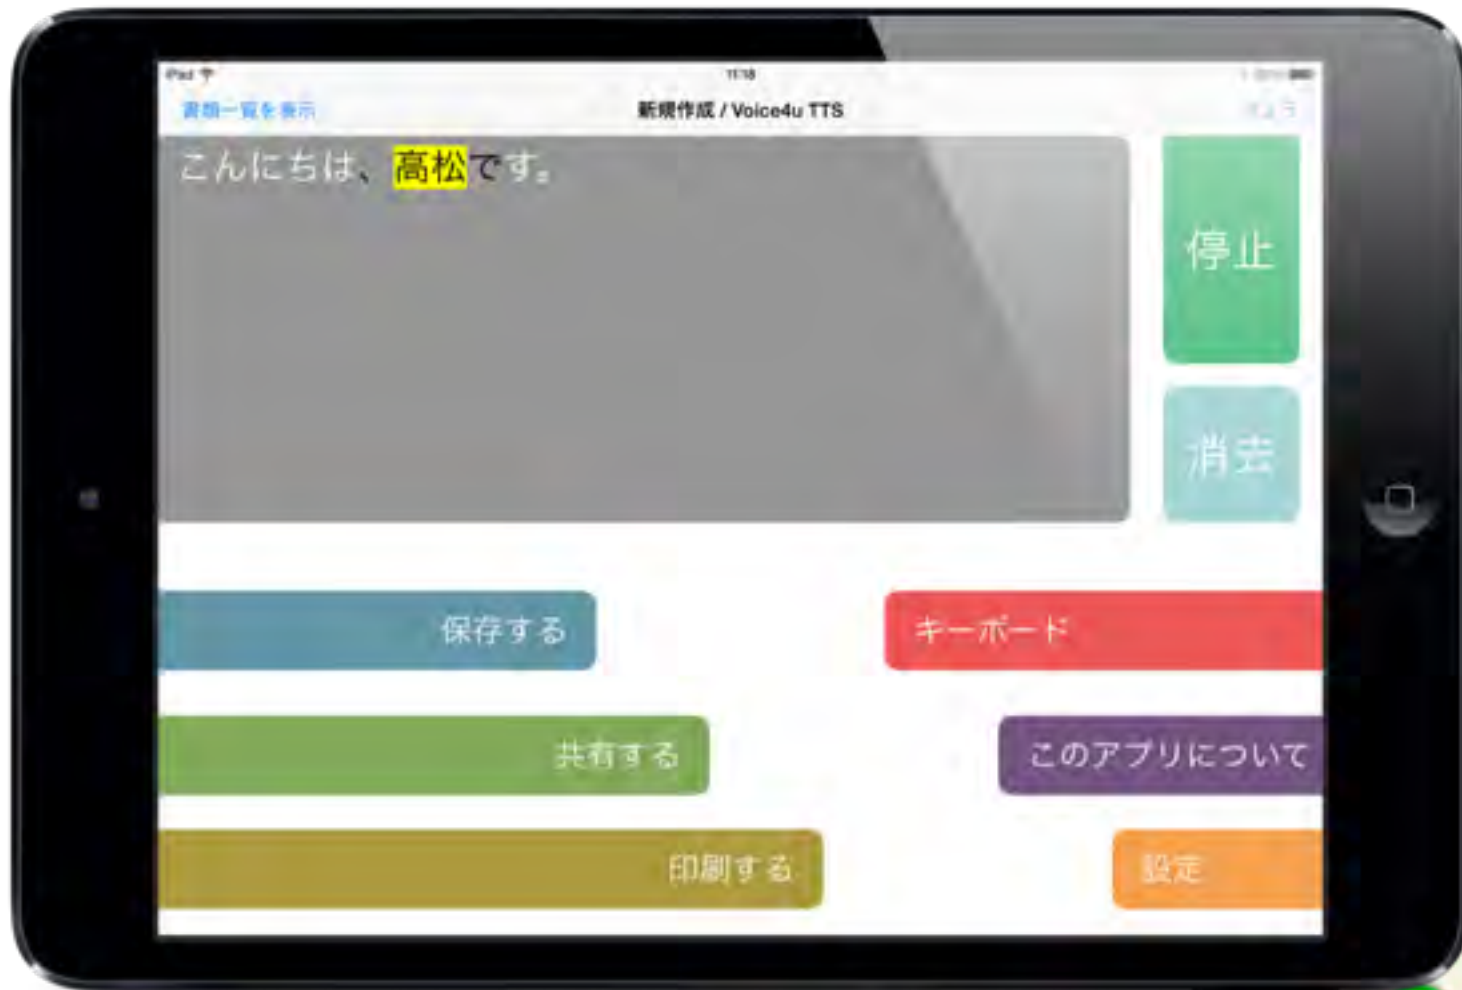 iPad
11:18
書類一覧を表示
新規作成 / Voice4u TTS
こんにちは、高松です。
停止
消去
保存する
キーボード
共有する
このアプリについて
印刷する
設定